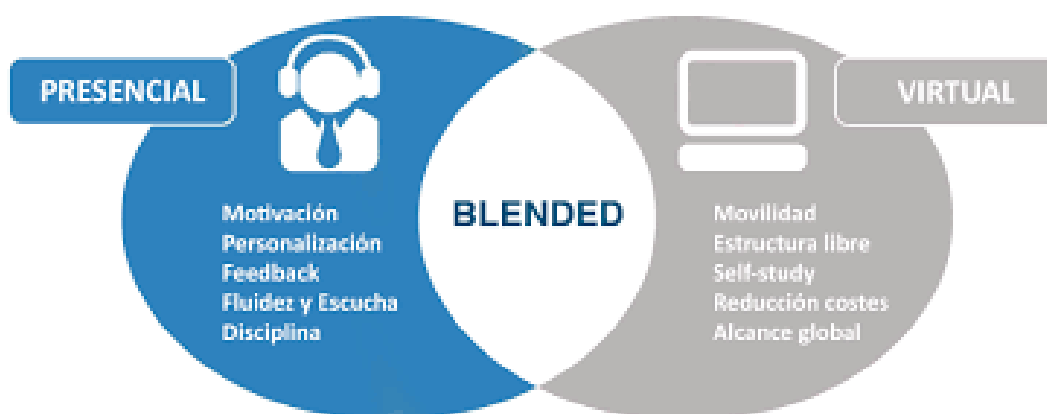 PRESENCIAL
Motivación
Personalización
Feedback
Fluidez y Escucha
Disciplina
BLENDED
VIRTUAL
Movilidad
Estructura libre
Self-study
Reducción costes
Alcance global